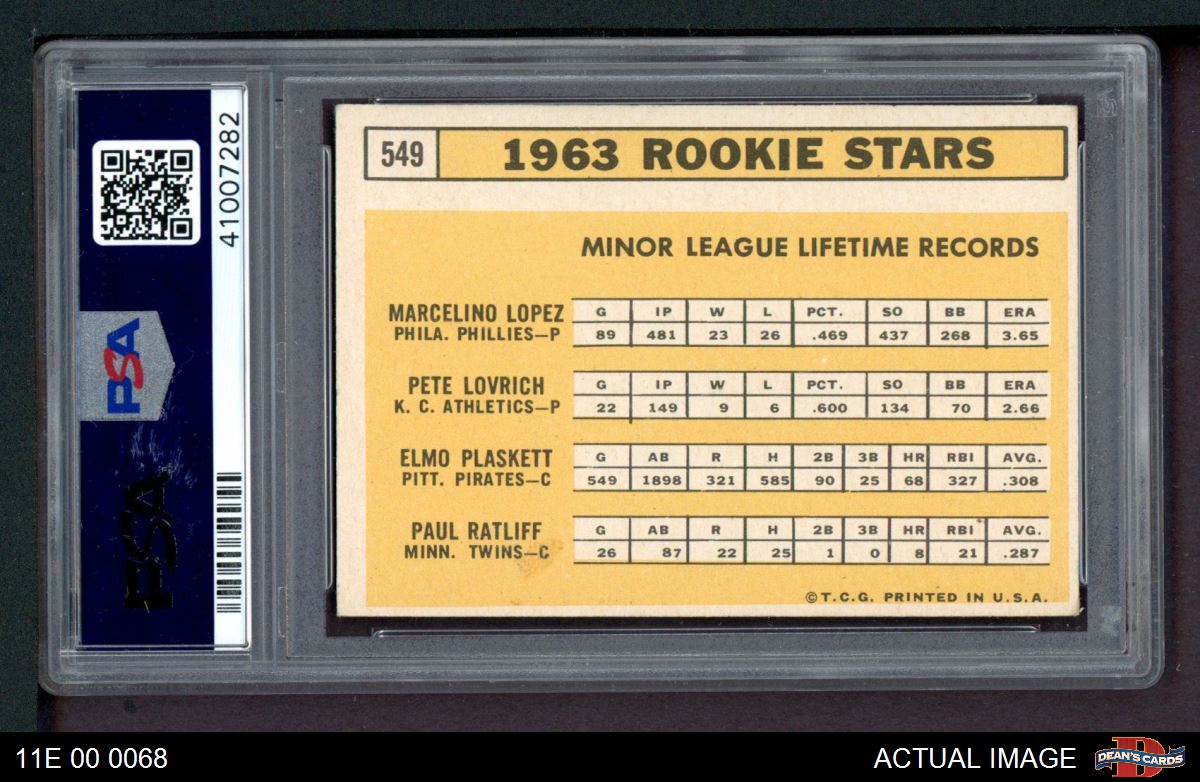 41007282
PSA
PSA
549 1963 ROOKIE STARS
MINOR LEAGUE LIFETIME RECORDS
MARCELINO LOPEZ G IP W L PCT. SO BB ERA
PHILA. PHILLIES—P 89 481 23 26 .469 437 268 3.65
PETE LOVRICH G IP W L PCT. SO BB ERA
K. C. ATHLETICS—P 22 149 9 6 .600 134 70 2.66
ELMO PLASKETT G AB R H 2B 3B HR RBI AVG.
PITT. PIRATES—C 549 1898 321 585 90 25 68 327 .308
PAUL RATLIFF G AB R H 2B 3B HR RBI AVG.
MINN. TWINS—C 26 87 22 25 1 0 8 21 .287
©T.C.G. PRINTED IN U.S.A.
11E 00 0068 ACTUAL IMAGE D DEAN'S CARDS